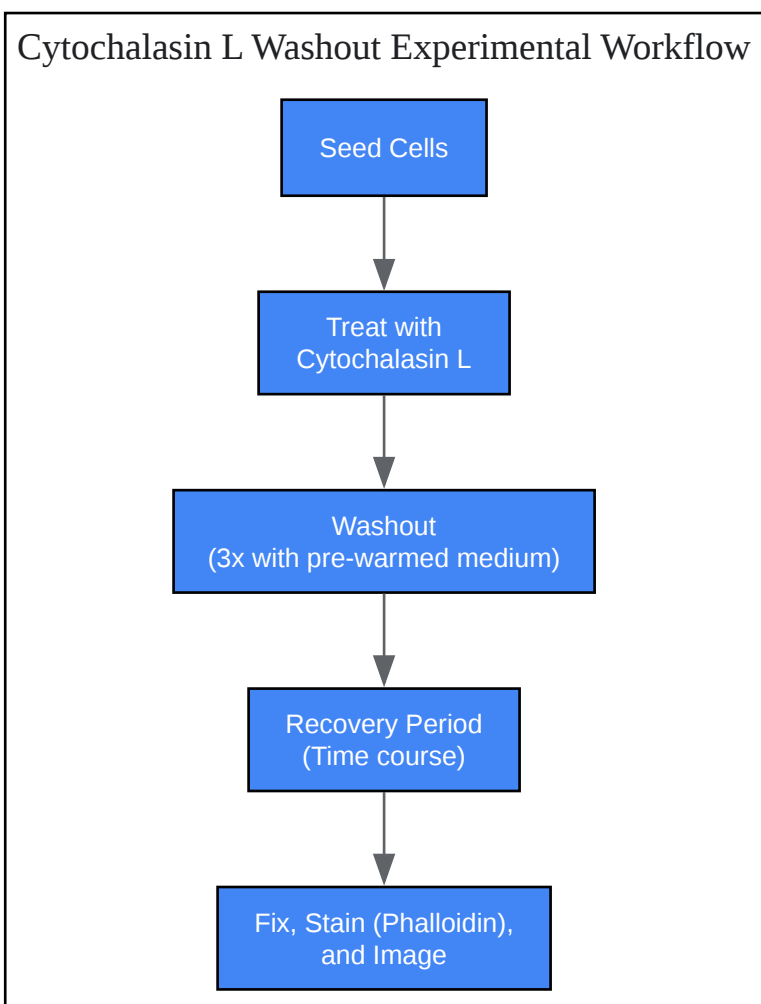 Cytochalasin L Washout Experimental Workflow
Seed Cells
Treat with
Cytochalasin L
Washout
(3x with pre-warmed medium)
Recovery Period
(Time course)
Fix, Stain (Phalloidin),
and Image